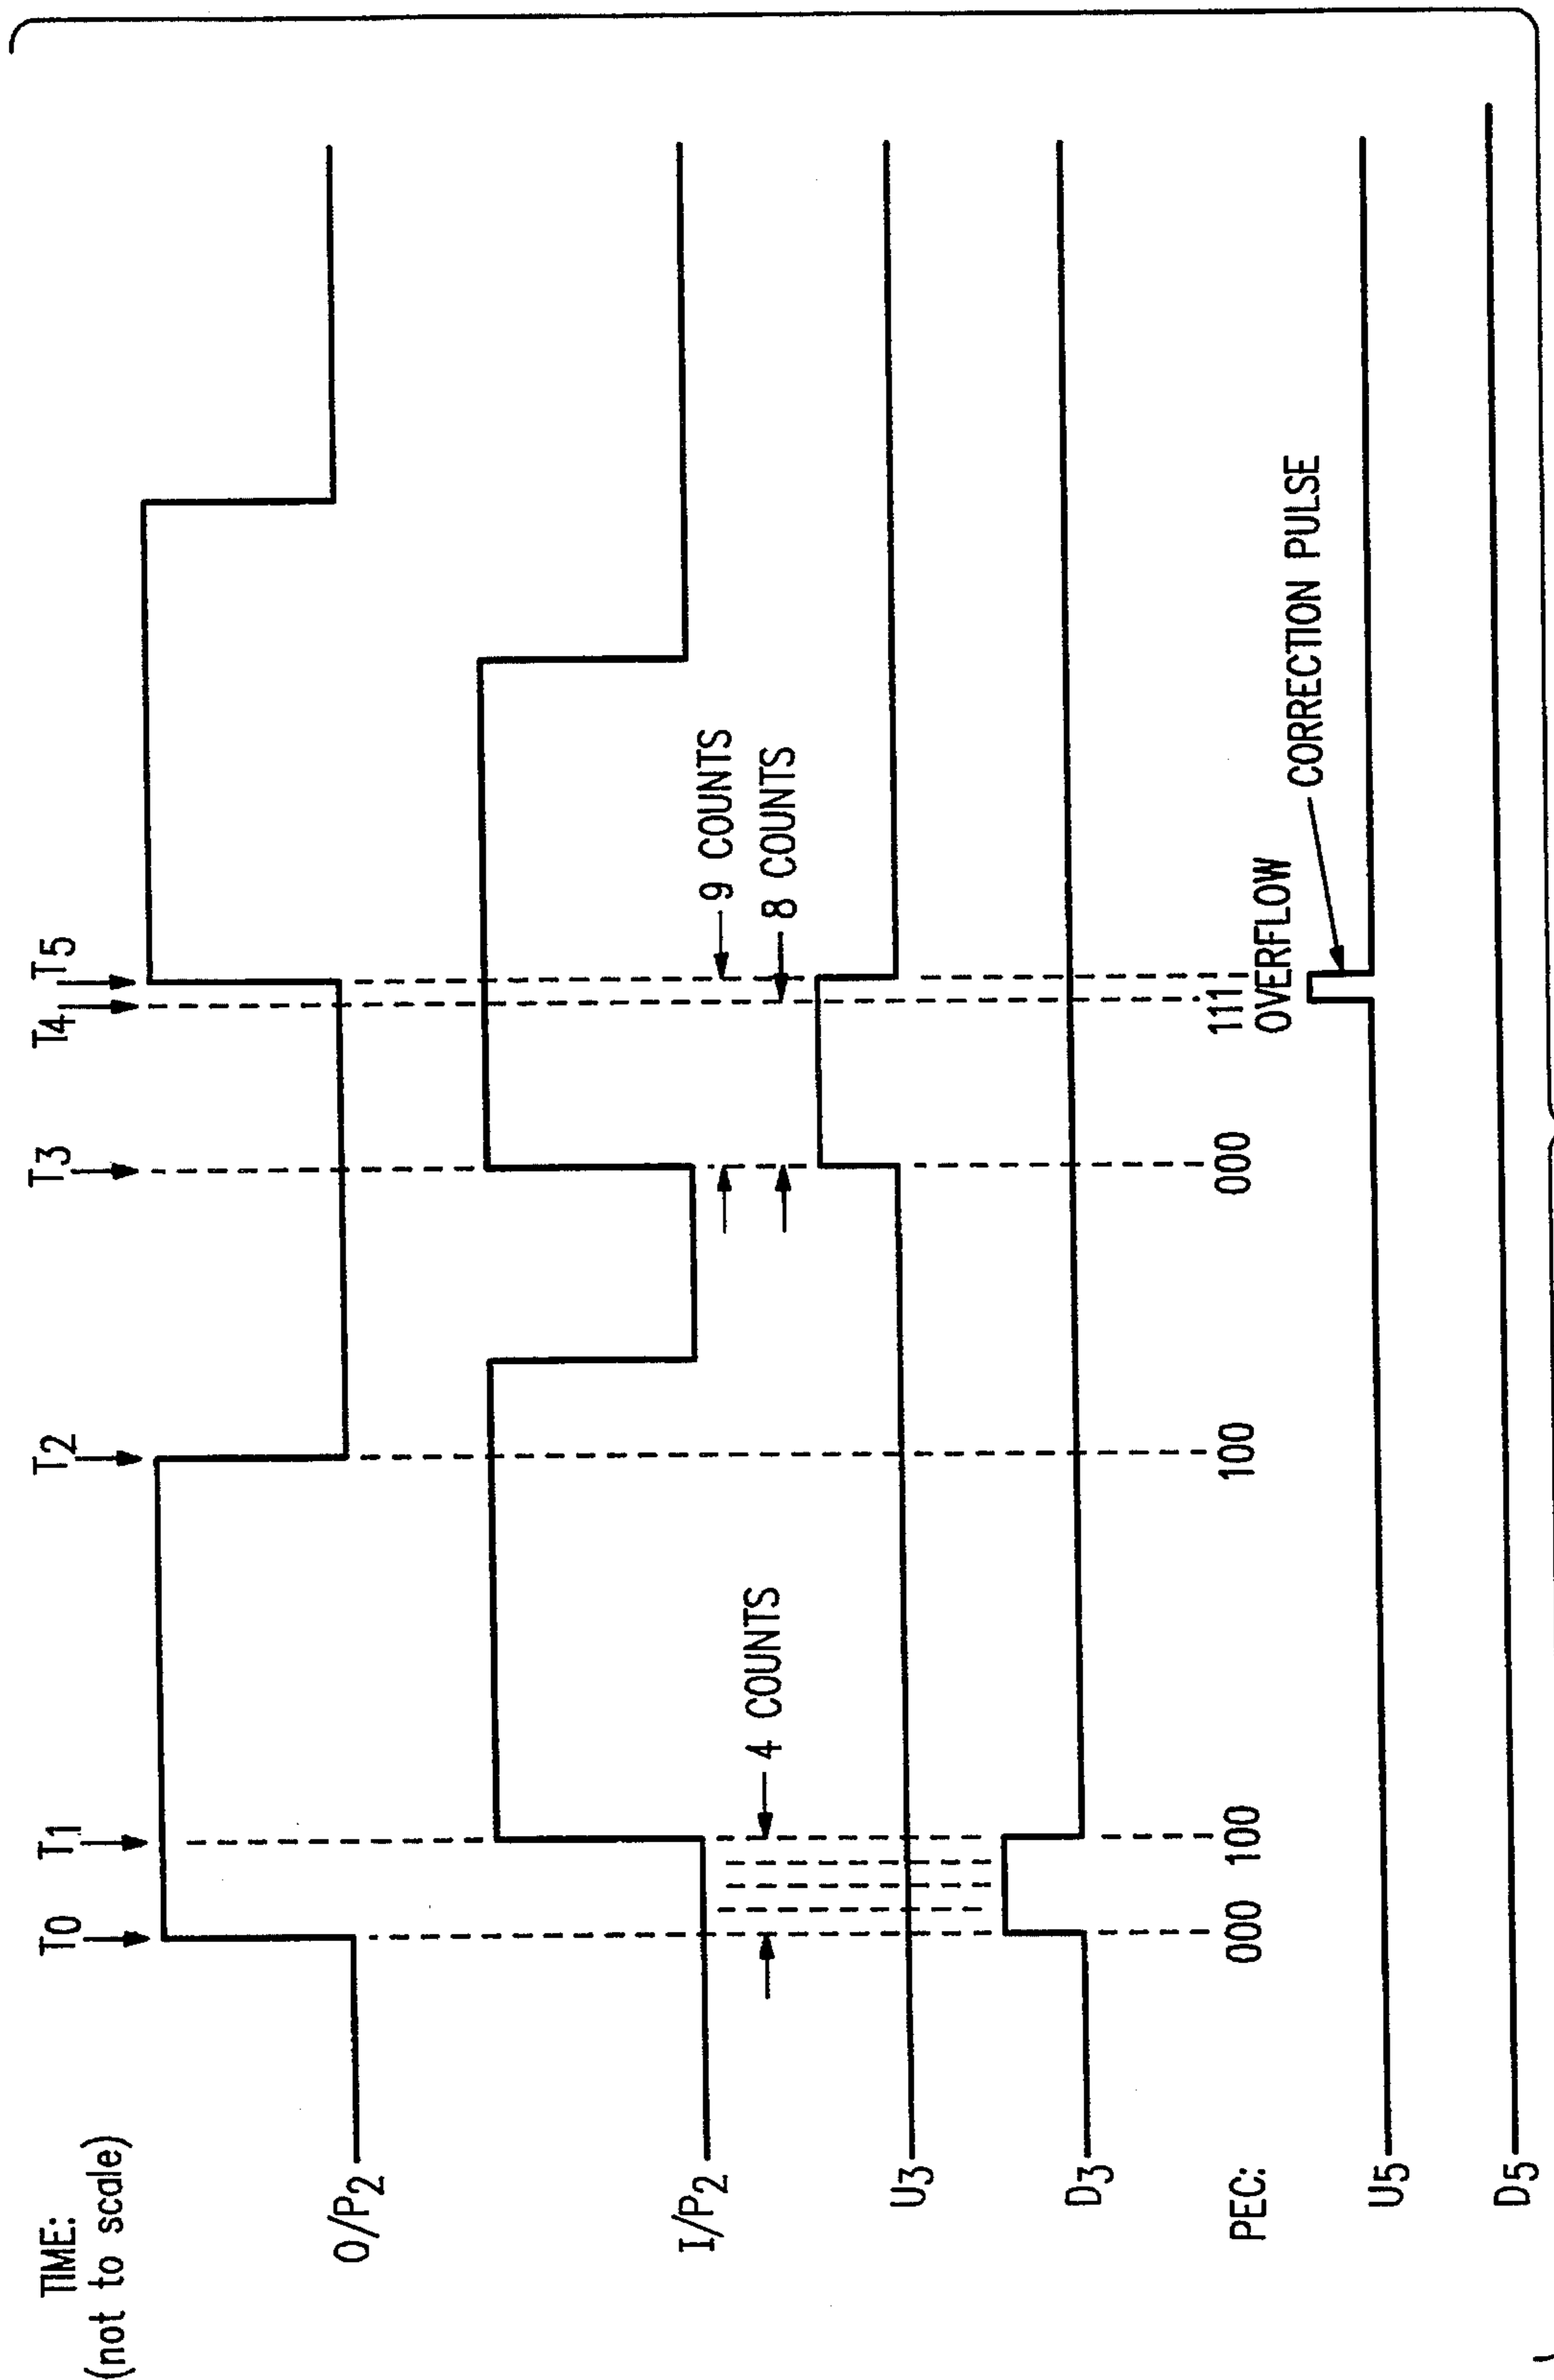 TIME:
(not to scale)
T0 T1 T2 T3 T4 T5
O/P2
I/P2
4 COUNTS
9 COUNTS
8 COUNTS
U3
D3
PEC: 000 100 100 000 111
OVERFLOW
CORRECTION PULSE
U5
D5